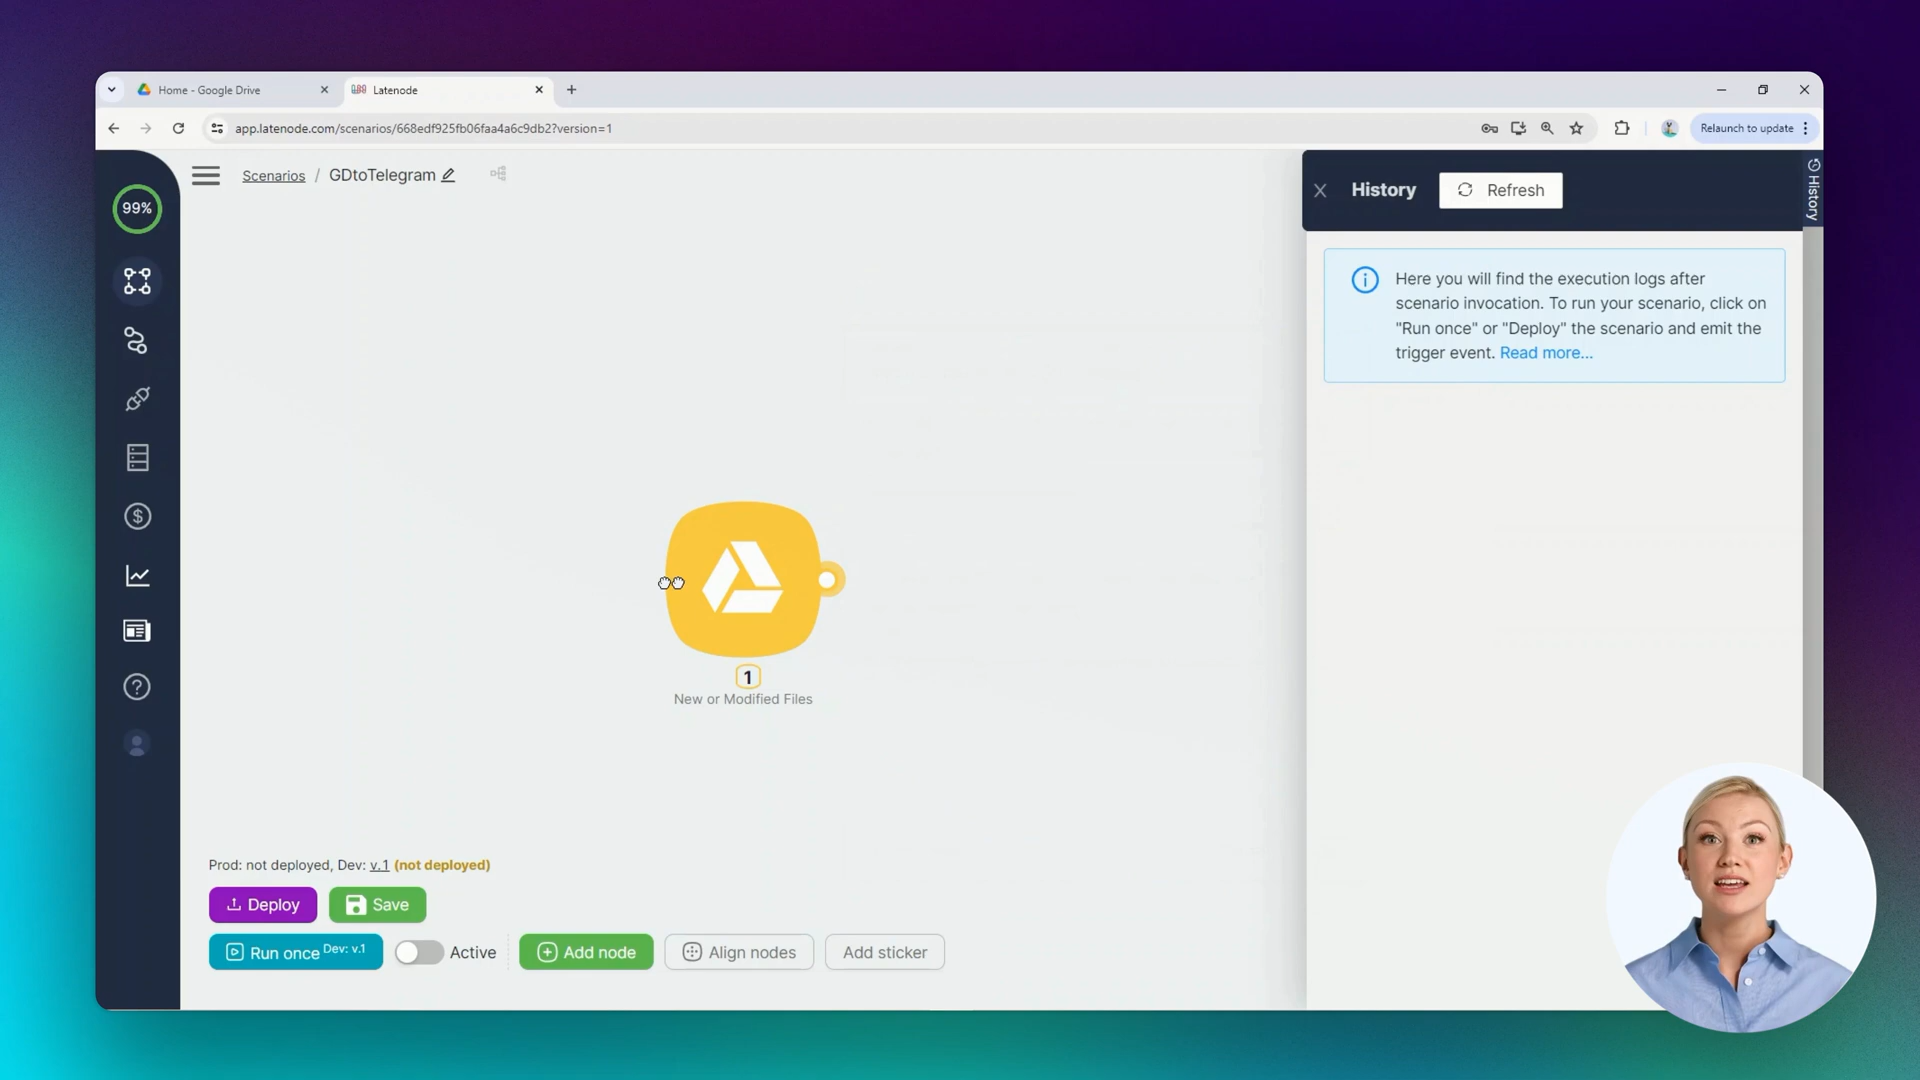 Home - Google Drive
Latenode
app.latenode.com/scenarios/668edf925fb06faa4a6c9db2?version=1
Relaunch to update
99%
Scenarios / GDtoTelegram
History
Refresh
History
Here you will find the execution logs after
scenario invocation. To run your scenario, click on
"Run once" or "Deploy" the scenario and emit the
trigger event. Read more...
1
New or Modified Files
Prod: not deployed, Dev: v.1 (not deployed)
Deploy
Save
Run once Dev: v.1
Active
Add node
Align nodes
Add sticker